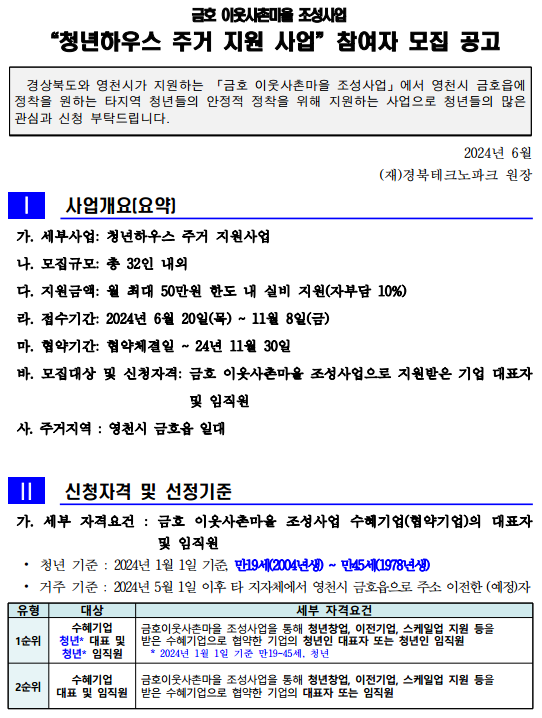 금호 이웃사촌마을 조성사업
“청년하우스 주거 지원 사업” 참여자 모집 공고
경상북도와 영천시가 지원하는 「금호 이웃사촌마을 조성사업」에서 영천시 금호읍에
정착을 원하는 타지역 청년들의 안정적 정착을 위해 지원하는 사업으로 청년들의 많은
관심과 신청 부탁드립니다.
2024년 6월
(재)경북테크노파크 원장
Ⅰ 사업개요(요약)
가. 세부사업: 청년하우스 주거 지원사업
나. 모집규모: 총 32인 내외
다. 지원금액: 월 최대 50만원 한도 내 실비 지원(자부담 10%)
라. 접수기간: 2024년 6월 20일(목) ~ 11월 8일(금)
마. 협약기간: 협약체결일 ~ 24년 11월 30일
바. 모집대상 및 신청자격: 금호 이웃사촌마을 조성사업으로 지원받은 기업 대표자
및 임직원
사. 주거지역 : 영천시 금호읍 일대
Ⅱ 신청자격 및 선정기준
가. 세부 자격요건 : 금호 이웃사촌마을 조성사업 수혜기업(협약기업)의 대표자
및 임직원
• 청년 기준 : 2024년 1월 1일 기준, 만19세(2004년생) ~ 만45세(1978년생)
• 거주 기준 : 2024년 5월 1일 이후 타 지자체에서 영천시 금호읍으로 주소 이전한 (예정)자
유형 대상 세부 자격요건
1순위
수혜기업
청년* 대표 및
청년* 임직원
금호이웃사촌마을 조성사업을 통해 청년창업, 이전기업, 스케일업 지원 등을
받은 수혜기업으로 협약한 기업의 청년인 대표자 또는 청년인 임직원
* 2024년 1월 1일 기준 만19-45세, 청년
2순위
수혜기업
대표 및 임직원
금호이웃사촌마을 조성사업을 통해 청년창업, 이전기업, 스케일업 지원 등을
받은 수혜기업으로 협약한 기업의 대표자 또는 임직원